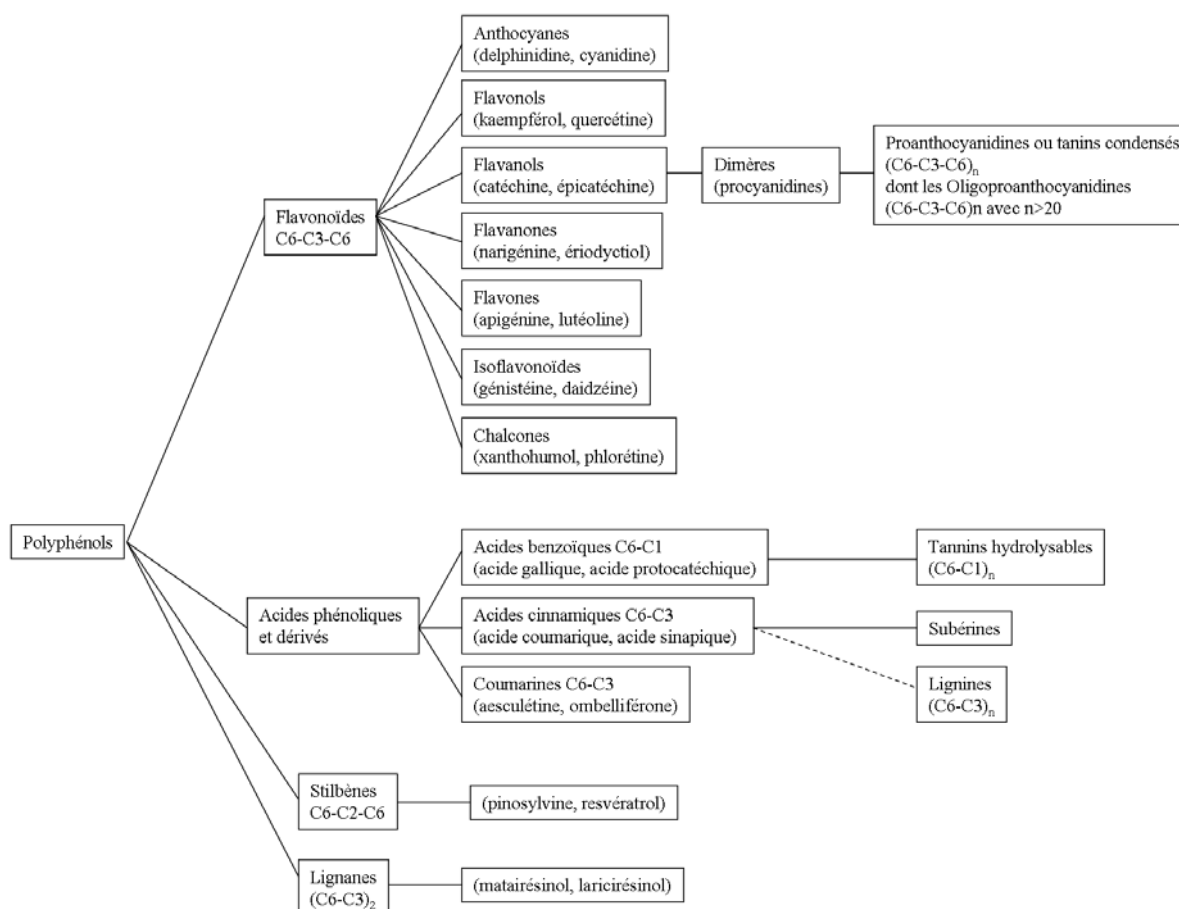 Anthocyanes
(delphinidine, cyanidine)
Flavonols
(kaempférol, quercétine)
Flavanols
(catéchine, épicatéchine)
Dimères
(procyanidines)
Proanthocyanidines ou tanins condensés
(C6-C3-C6)n
dont les Oligoproanthocyanidines
(C6-C3-C6)n avec n>20
Flavonoïdes
C6-C3-C6
Flavanones
(narigénine, ériodyctiol)
Flavones
(apigénine, lutéoline)
Isoflavonoïdes
(génistéine, daidzéine)
Chalcones
(xanthohumol, phlorétine)
Polyphénols
Acides phénoliques
et dérivés
Acides benzoïques C6-C1
(acide gallique, acide protocatéchique)
Tannins hydrolysables
(C6-C1)n
Acides cinnamiques C6-C3
(acide coumarique, acide sinapique)
Subérines
Lignines
(C6-C3)n
Coumarines C6-C3
(aesculétine, ombelliférone)
Stilbènes
C6-C2-C6
(pinosylvine, resvératrol)
Lignanes
(C6-C3)2
(matairésinol, laricirésinol)